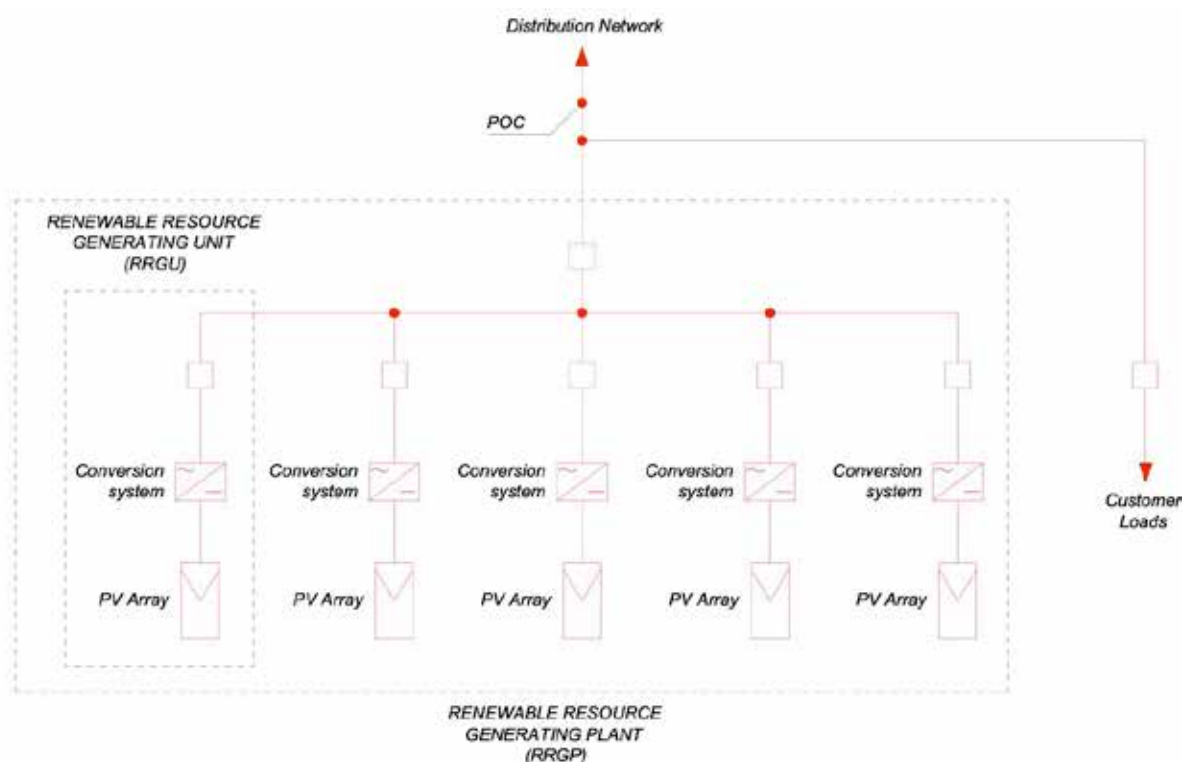 Distribution Network
POC
RENEWABLE RESOURCE
GENERATING UNIT
(RRGU)
Conversion
system
Conversion
system
Conversion
system
Conversion
system
Conversion
system
Customer
Loads
PV Array
PV Array
PV Array
PV Array
PV Array
RENEWABLE RESOURCE
GENERATING PLANT
(RRGP)